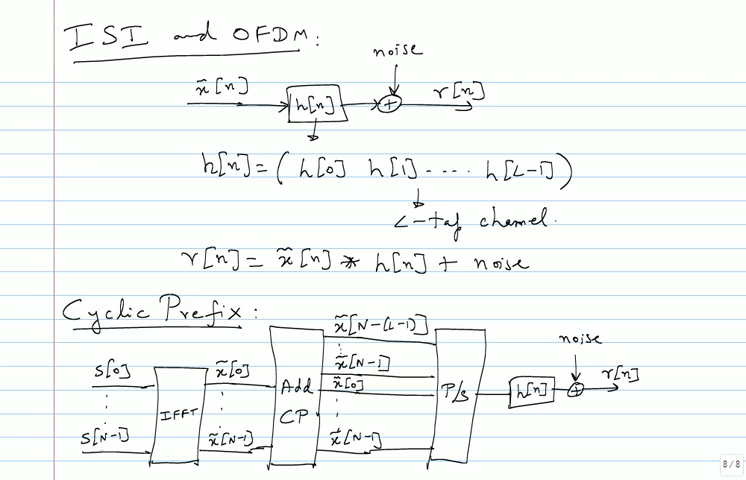 ISI and OFDM:
noise
x̃[n] h[n] + r[n]
h[n] = ( h[0] h[1] ---- h[L-1] )
L-tap channel.
r[n] = x̃[n] * h[n] + noise
Cyclic Prefix:
x̃[N-(L-1)]
noise
x̃[N-1]
S[0] x̃[0] x̃[0] r[n]
IFFT Add CP P/S h[n] +
S[N-1] x̃[N-1] x̃[N-1]
8/8